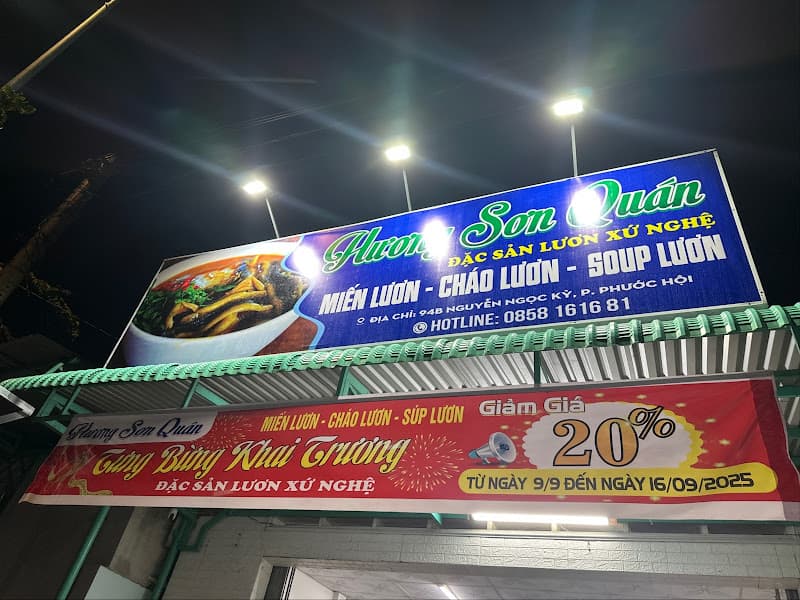 Hương Sơn Quán
ĐẶC SẢN LƯƠN XỨ NGHỆ
MIẾN LƯƠN - CHÁO LƯƠN - SOUP LƯƠN
ĐỊA CHỈ: 94B NGUYỄN NGỌC KỲ, P. PHƯỚC HỘI
HOTLINE: 0858 16 16 81
Hương Sơn Quán
MIẾN LƯƠN - CHÁO LƯƠN - SÚP LƯƠN
Tưng Bừng Khai Trương
ĐẶC SẢN LƯƠN XỨ NGHỆ
Giảm Giá
20%
TỪ NGÀY 9/9 ĐẾN NGÀY 16/09/2025